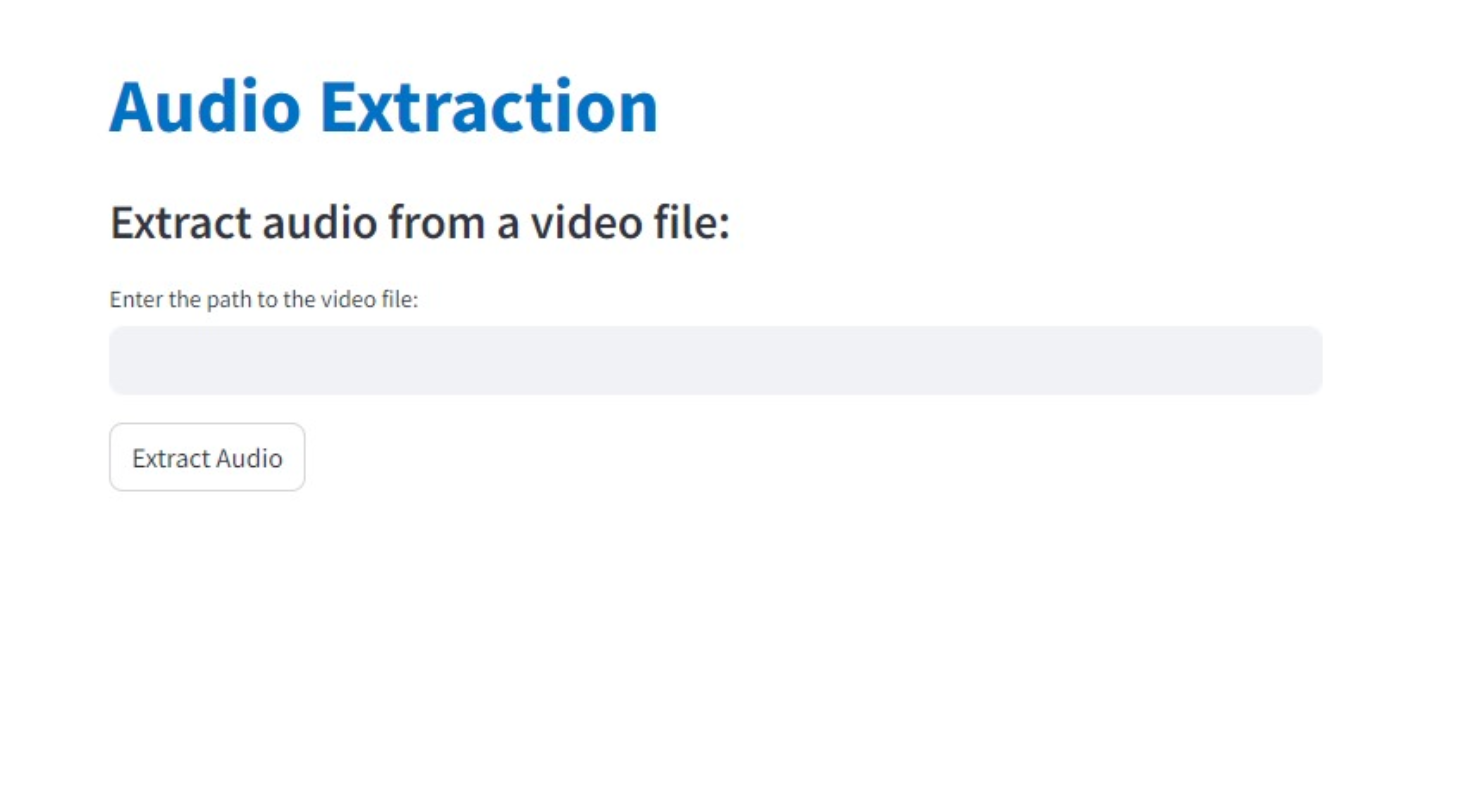 Audio Extraction
Extract audio from a video file:
Enter the path to the video file:
Extract Audio